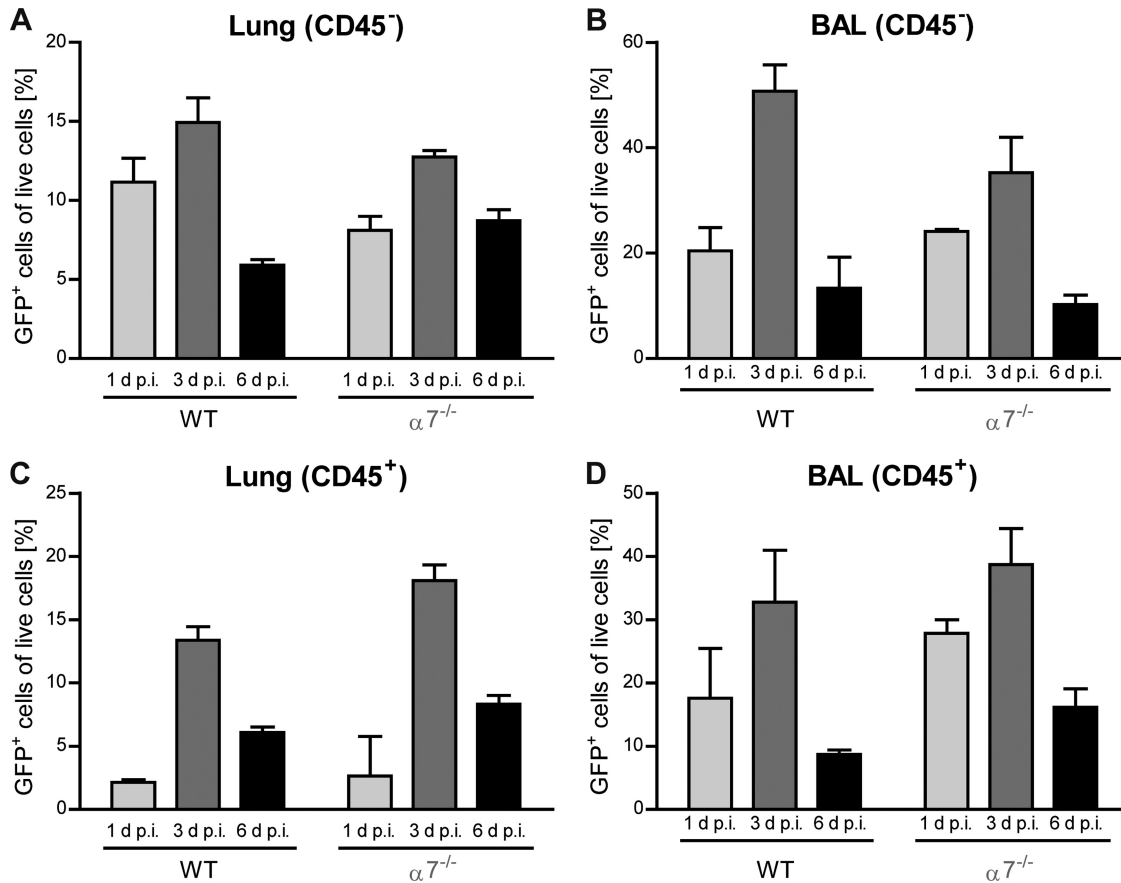 A
Lung (CD45⁻)
GFP⁺ cells of live cells [%]
20
15
10
5
0
1 d p.i. 3 d p.i. 6 d p.i. 1 d p.i. 3 d p.i. 6 d p.i.
WT α7⁻/⁻
B
BAL (CD45⁻)
GFP⁺ cells of live cells [%]
60
40
20
0
1 d p.i. 3 d p.i. 6 d p.i. 1 d p.i. 3 d p.i. 6 d p.i.
WT α7⁻/⁻
C
Lung (CD45⁺)
GFP⁺ cells of live cells [%]
25
20
15
10
5
0
1 d p.i. 3 d p.i. 6 d p.i. 1 d p.i. 3 d p.i. 6 d p.i.
WT α7⁻/⁻
D
BAL (CD45⁺)
GFP⁺ cells of live cells [%]
50
40
30
20
10
0
1 d p.i. 3 d p.i. 6 d p.i. 1 d p.i. 3 d p.i. 6 d p.i.
WT α7⁻/⁻